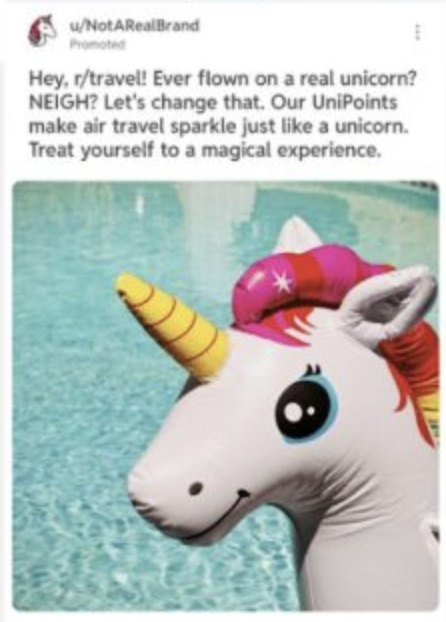 u/NotARealBrand
Promoted
Hey, r/travel! Ever flown on a real unicorn?
NEIGH? Let's change that. Our UniPoints
make air travel sparkle just like a unicorn.
Treat yourself to a magical experience.